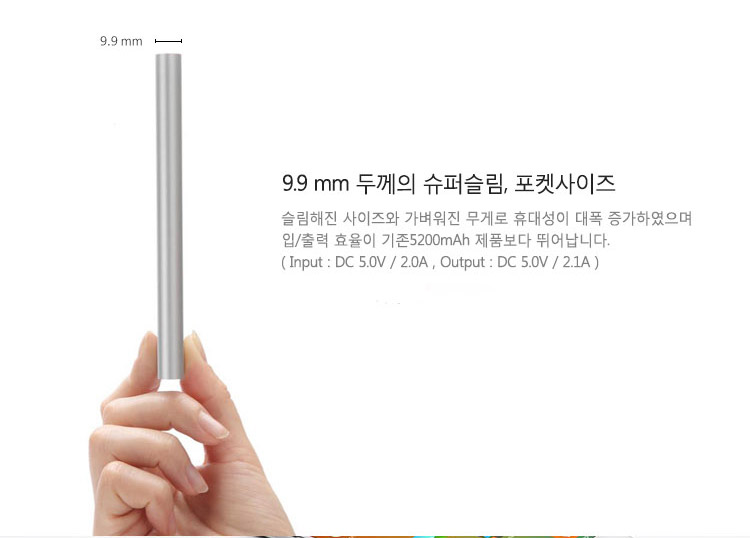 9.9 mm
9.9 mm 두께의 슈퍼슬림, 포켓사이즈
슬림해진 사이즈와 가벼워진 무게로 휴대성이 대폭 증가하였으며
입/출력 효율이 기존5200mAh 제품보다 뛰어납니다.
( Input : DC 5.0V / 2.0A , Output : DC 5.0V / 2.1A )